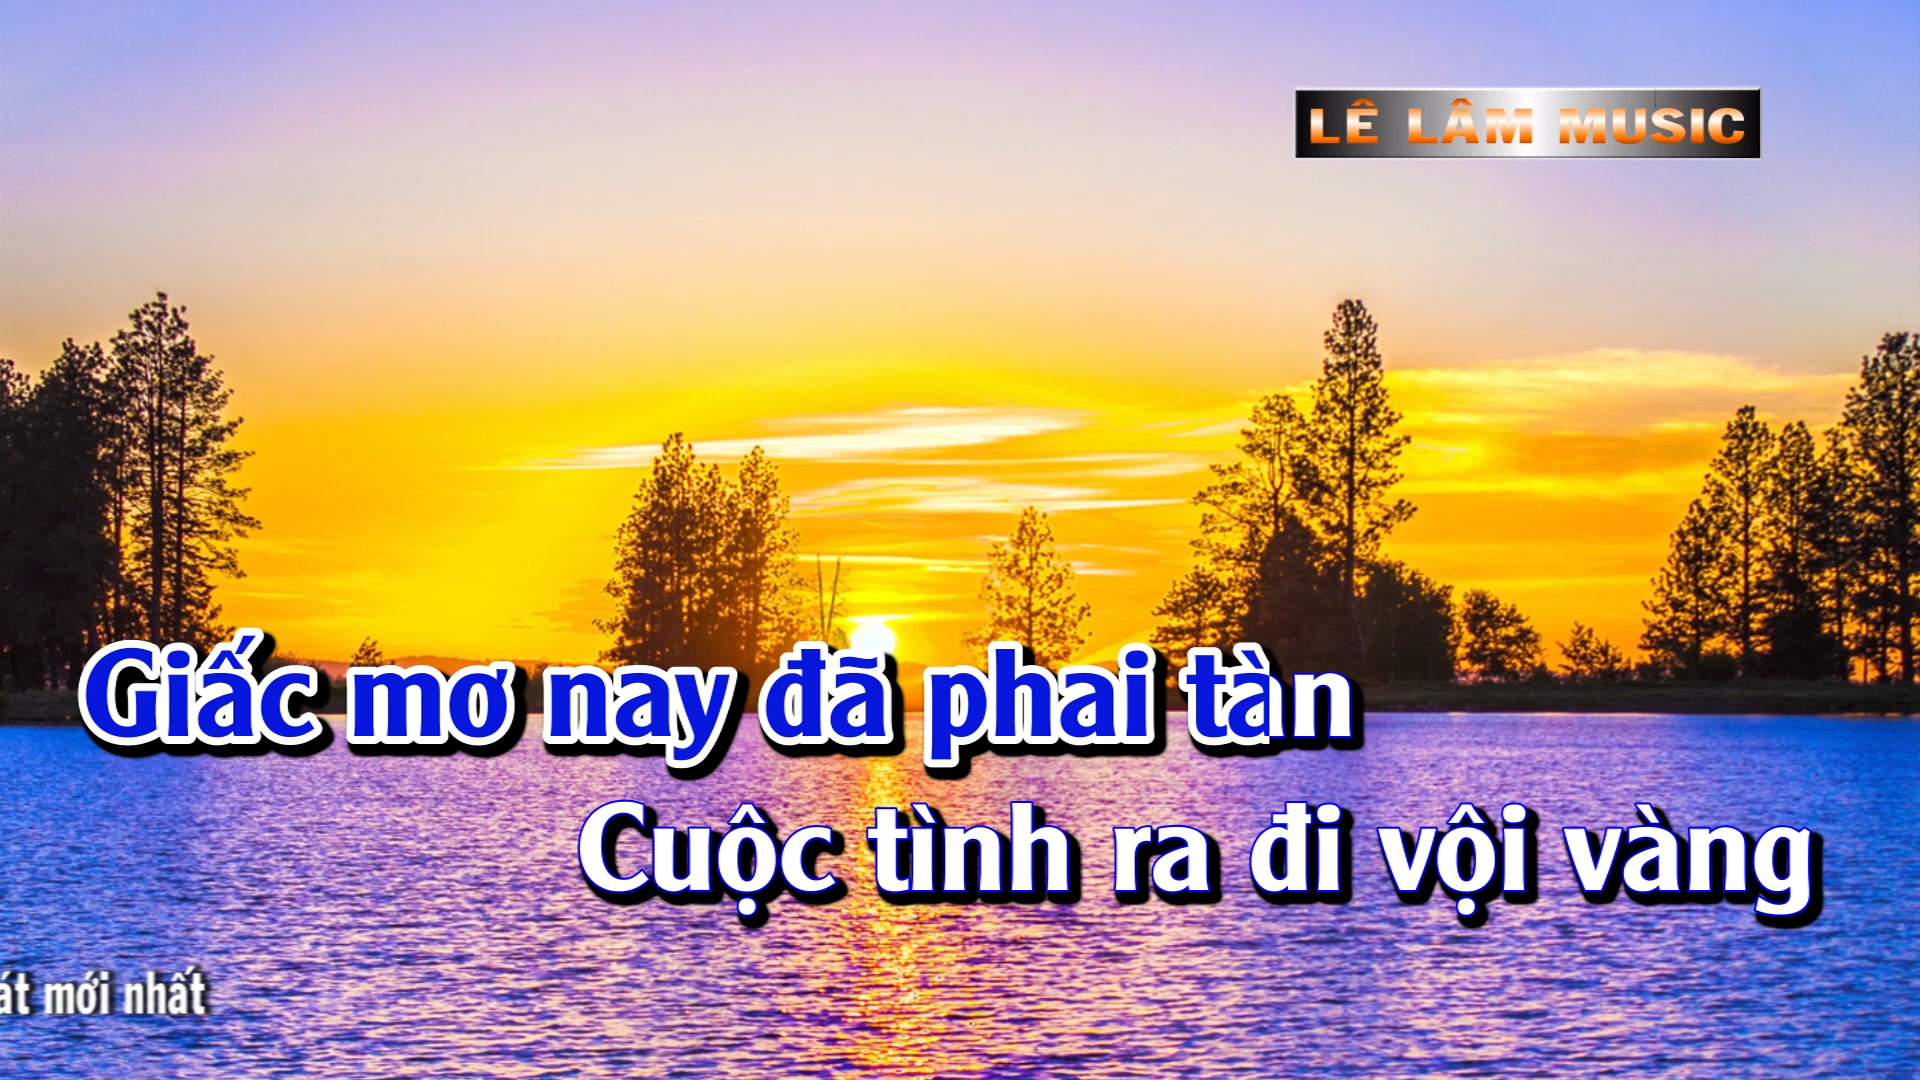 LÊ LÂM MUSIC
Giấc mơ nay đã phai tàn
Cuộc tình ra đi vội vàng
mới nhất